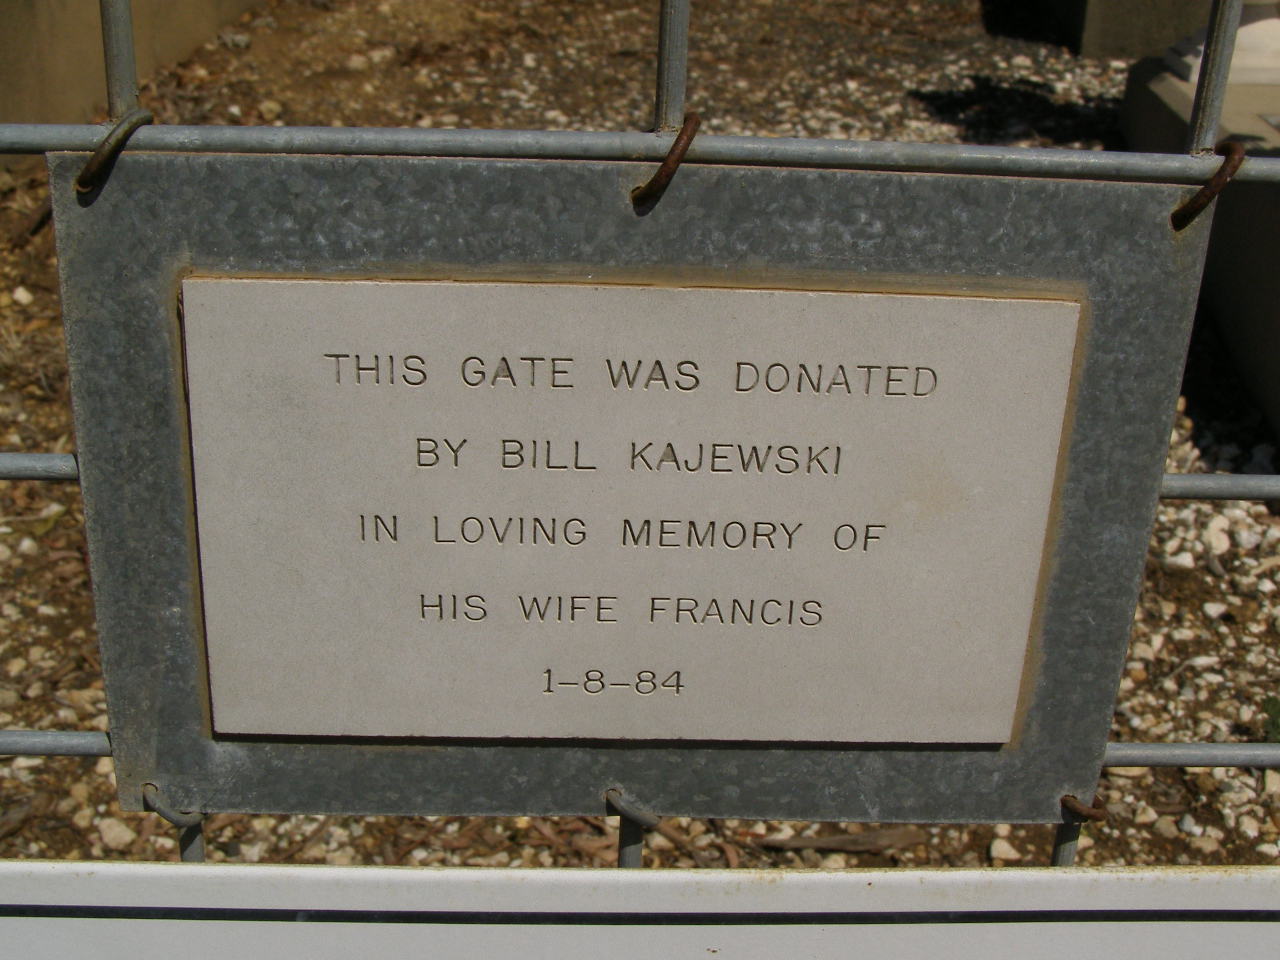 THIS GATE WAS DONATED
BY BILL KAJEWSKI
IN LOVING MEMORY OF
HIS WIFE FRANCIS
1-8-84